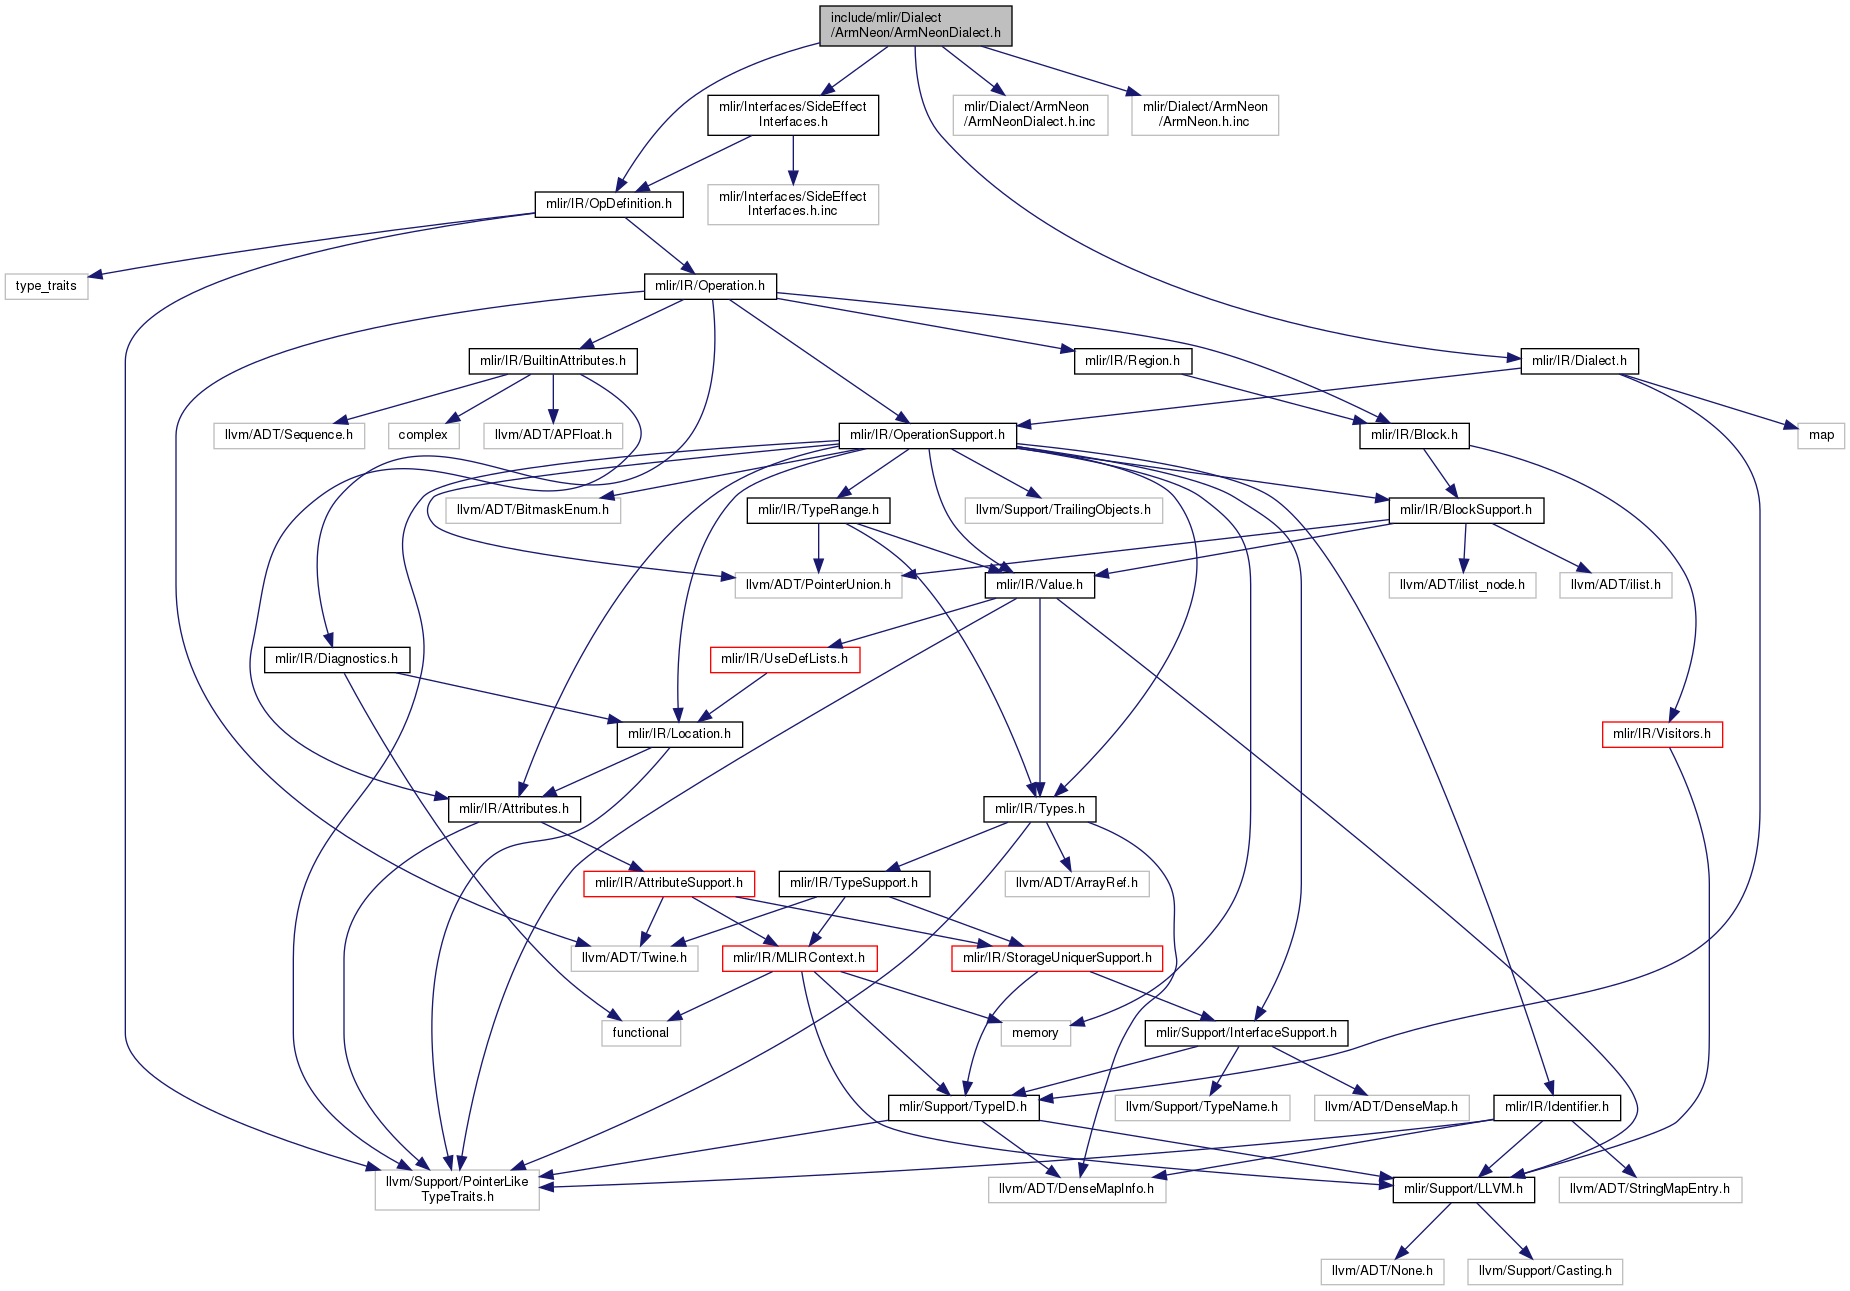 include/mlir/Dialect
/ArmNeon/ArmNeonDialect.h
mlir/Interfaces/SideEffect
Interfaces.h
mlir/Dialect/ArmNeon
/ArmNeonDialect.h.inc
mlir/Dialect/ArmNeon
/ArmNeon.h.inc
mlir/IR/OpDefinition.h
mlir/Interfaces/SideEffect
Interfaces.h.inc
type_traits
mlir/IR/Operation.h
mlir/IR/BuiltinAttributes.h
mlir/IR/Region.h
mlir/IR/Dialect.h
llvm/ADT/Sequence.h
complex
llvm/ADT/APFloat.h
mlir/IR/OperationSupport.h
mlir/IR/Block.h
map
llvm/ADT/BitmaskEnum.h
mlir/IR/TypeRange.h
llvm/Support/TrailingObjects.h
mlir/IR/BlockSupport.h
llvm/ADT/PointerUnion.h
mlir/IR/Value.h
llvm/ADT/ilist_node.h
llvm/ADT/ilist.h
mlir/IR/Diagnostics.h
mlir/IR/UseDefLists.h
mlir/IR/Location.h
mlir/IR/Visitors.h
mlir/IR/Attributes.h
mlir/IR/Types.h
mlir/IR/AttributeSupport.h
mlir/IR/TypeSupport.h
llvm/ADT/ArrayRef.h
llvm/ADT/Twine.h
mlir/IR/MLIRContext.h
mlir/IR/StorageUniquerSupport.h
functional
memory
mlir/Support/InterfaceSupport.h
mlir/Support/TypeID.h
llvm/Support/TypeName.h
llvm/ADT/DenseMap.h
mlir/IR/Identifier.h
llvm/Support/PointerLike
TypeTraits.h
llvm/ADT/DenseMapInfo.h
mlir/Support/LLVM.h
llvm/ADT/StringMapEntry.h
llvm/ADT/None.h
llvm/Support/Casting.h